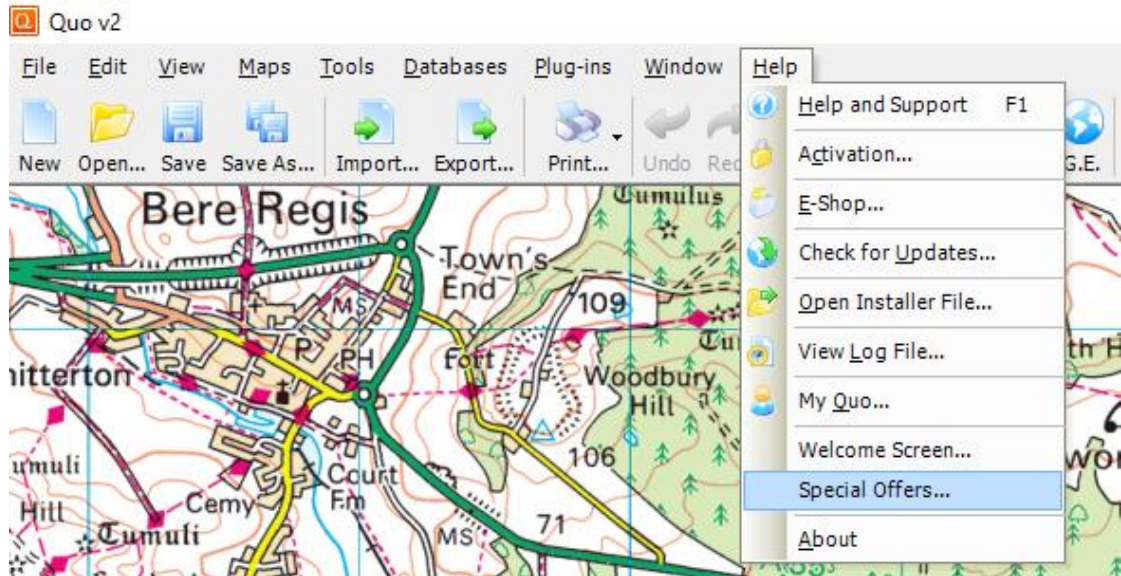 Quo v2
File Edit View Maps Tools Databases Plug-ins Window Help
New Open... Save Save As... Import... Export... Print... Undo G.E.
Help and Support F1
Activation...
E-Shop...
Check for Updates...
Open Installer File...
View Log File...
My Quo...
Welcome Screen...
Special Offers...
About
Bere Regis
Tumulus
Town's
End
109
MS
P
PH
Fort
Woodbury
Hill
106
Court
Fm
Cemy
Hill
Tumuli
MS
71